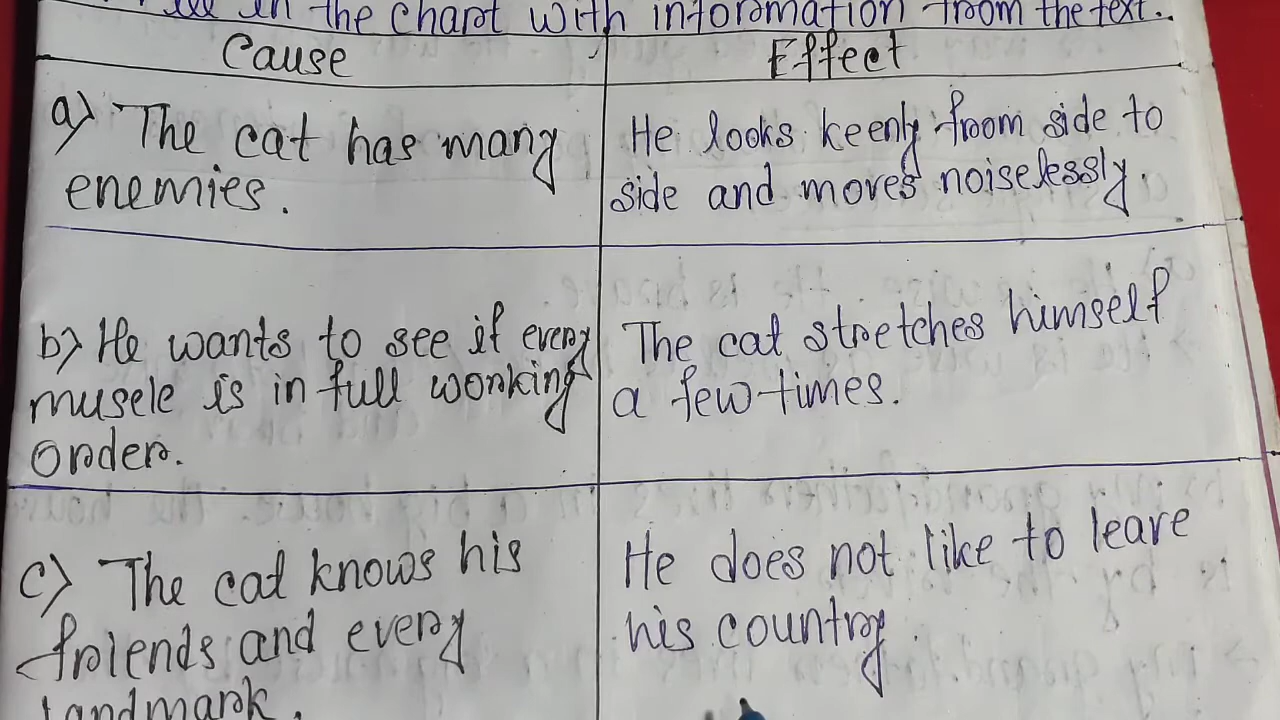 in the chart with information from the text.
Cause
Effect
a) The cat has many
enemies.
He looks keenly from side to
side and moves noiselessly.
b) He wants to see if every
muscle is in full working
order.
The cat stretches himself
a few times.
c) The cat knows his
friends and every
landmark.
He does not like to leave
his country.